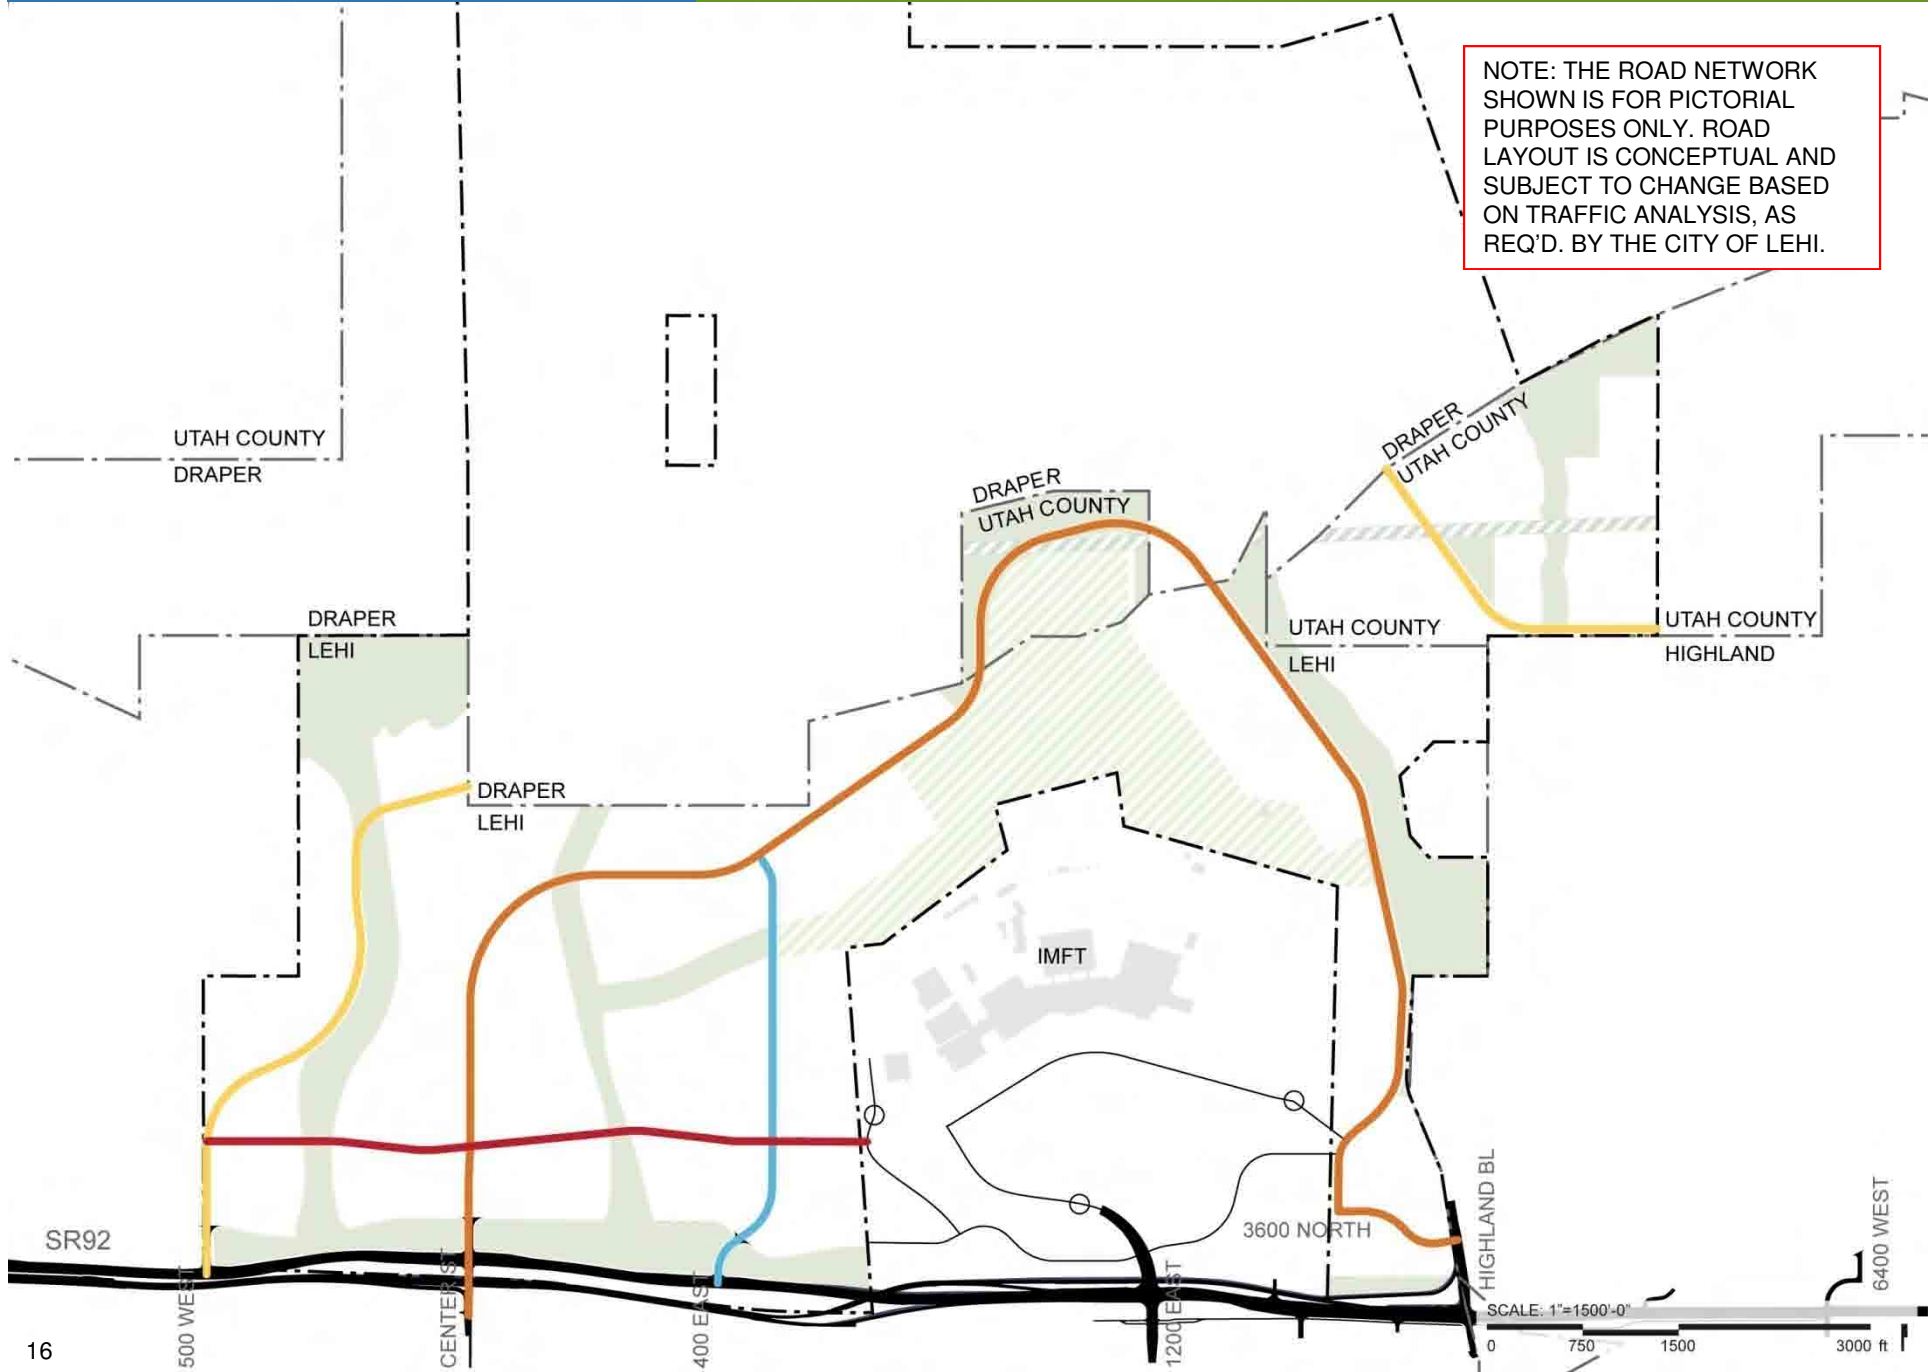 NOTE: THE ROAD NETWORK
SHOWN IS FOR PICTORIAL
PURPOSES ONLY. ROAD
LAYOUT IS CONCEPTUAL AND
SUBJECT TO CHANGE BASED
ON TRAFFIC ANALYSIS, AS
REQ'D. BY THE CITY OF LEHI.
UTAH COUNTY
DRAPER
DRAPER
UTAH COUNTY
DRAPER
UTAH COUNTY
DRAPER
LEHI
UTAH COUNTY
LEHI
UTAH COUNTY
HIGHLAND
DRAPER
LEHI
IMFT
SR92
500 WEST
CENTER ST
400 EAST
1200 EAST
3600 NORTH
HIGHLAND BL
6400 WEST
SCALE: 1"=1500'-0"
0 750 1500 3000 ft
16